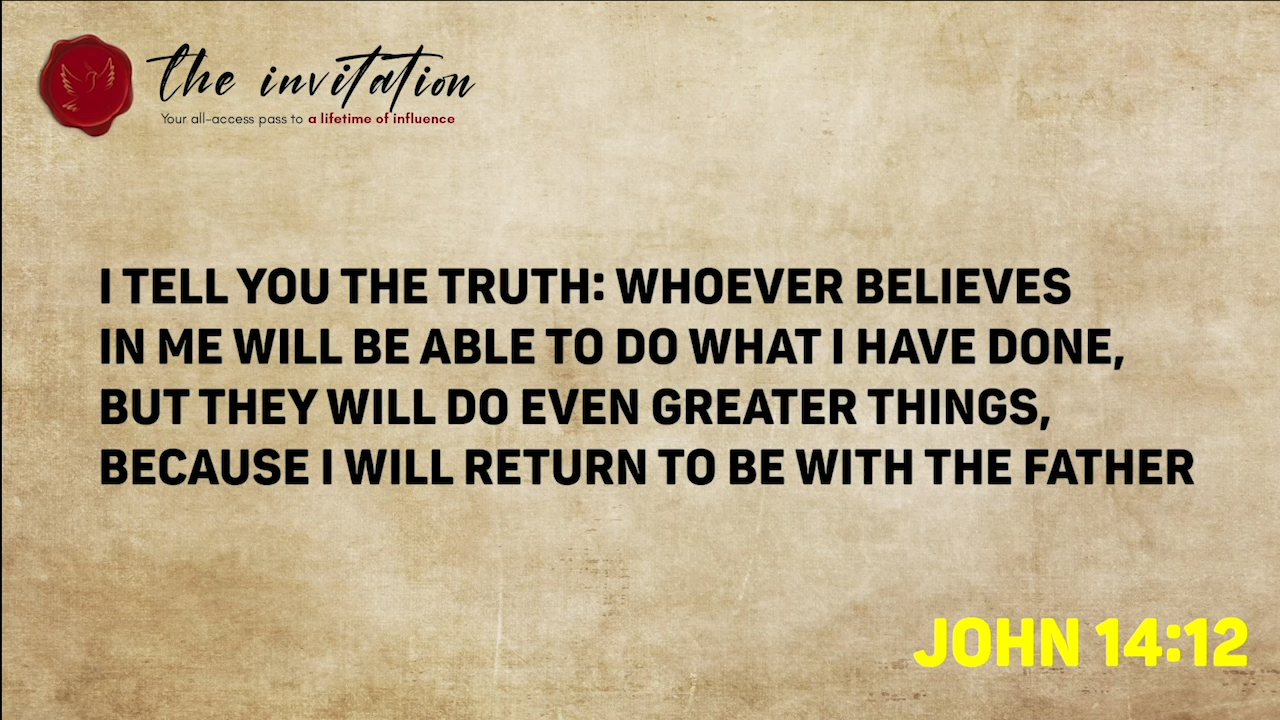 the invitation
Your all-access pass to a lifetime of influence
I TELL YOU THE TRUTH: WHOEVER BELIEVES
IN ME WILL BE ABLE TO DO WHAT I HAVE DONE,
BUT THEY WILL DO EVEN GREATER THINGS,
BECAUSE I WILL RETURN TO BE WITH THE FATHER
JOHN 14:12